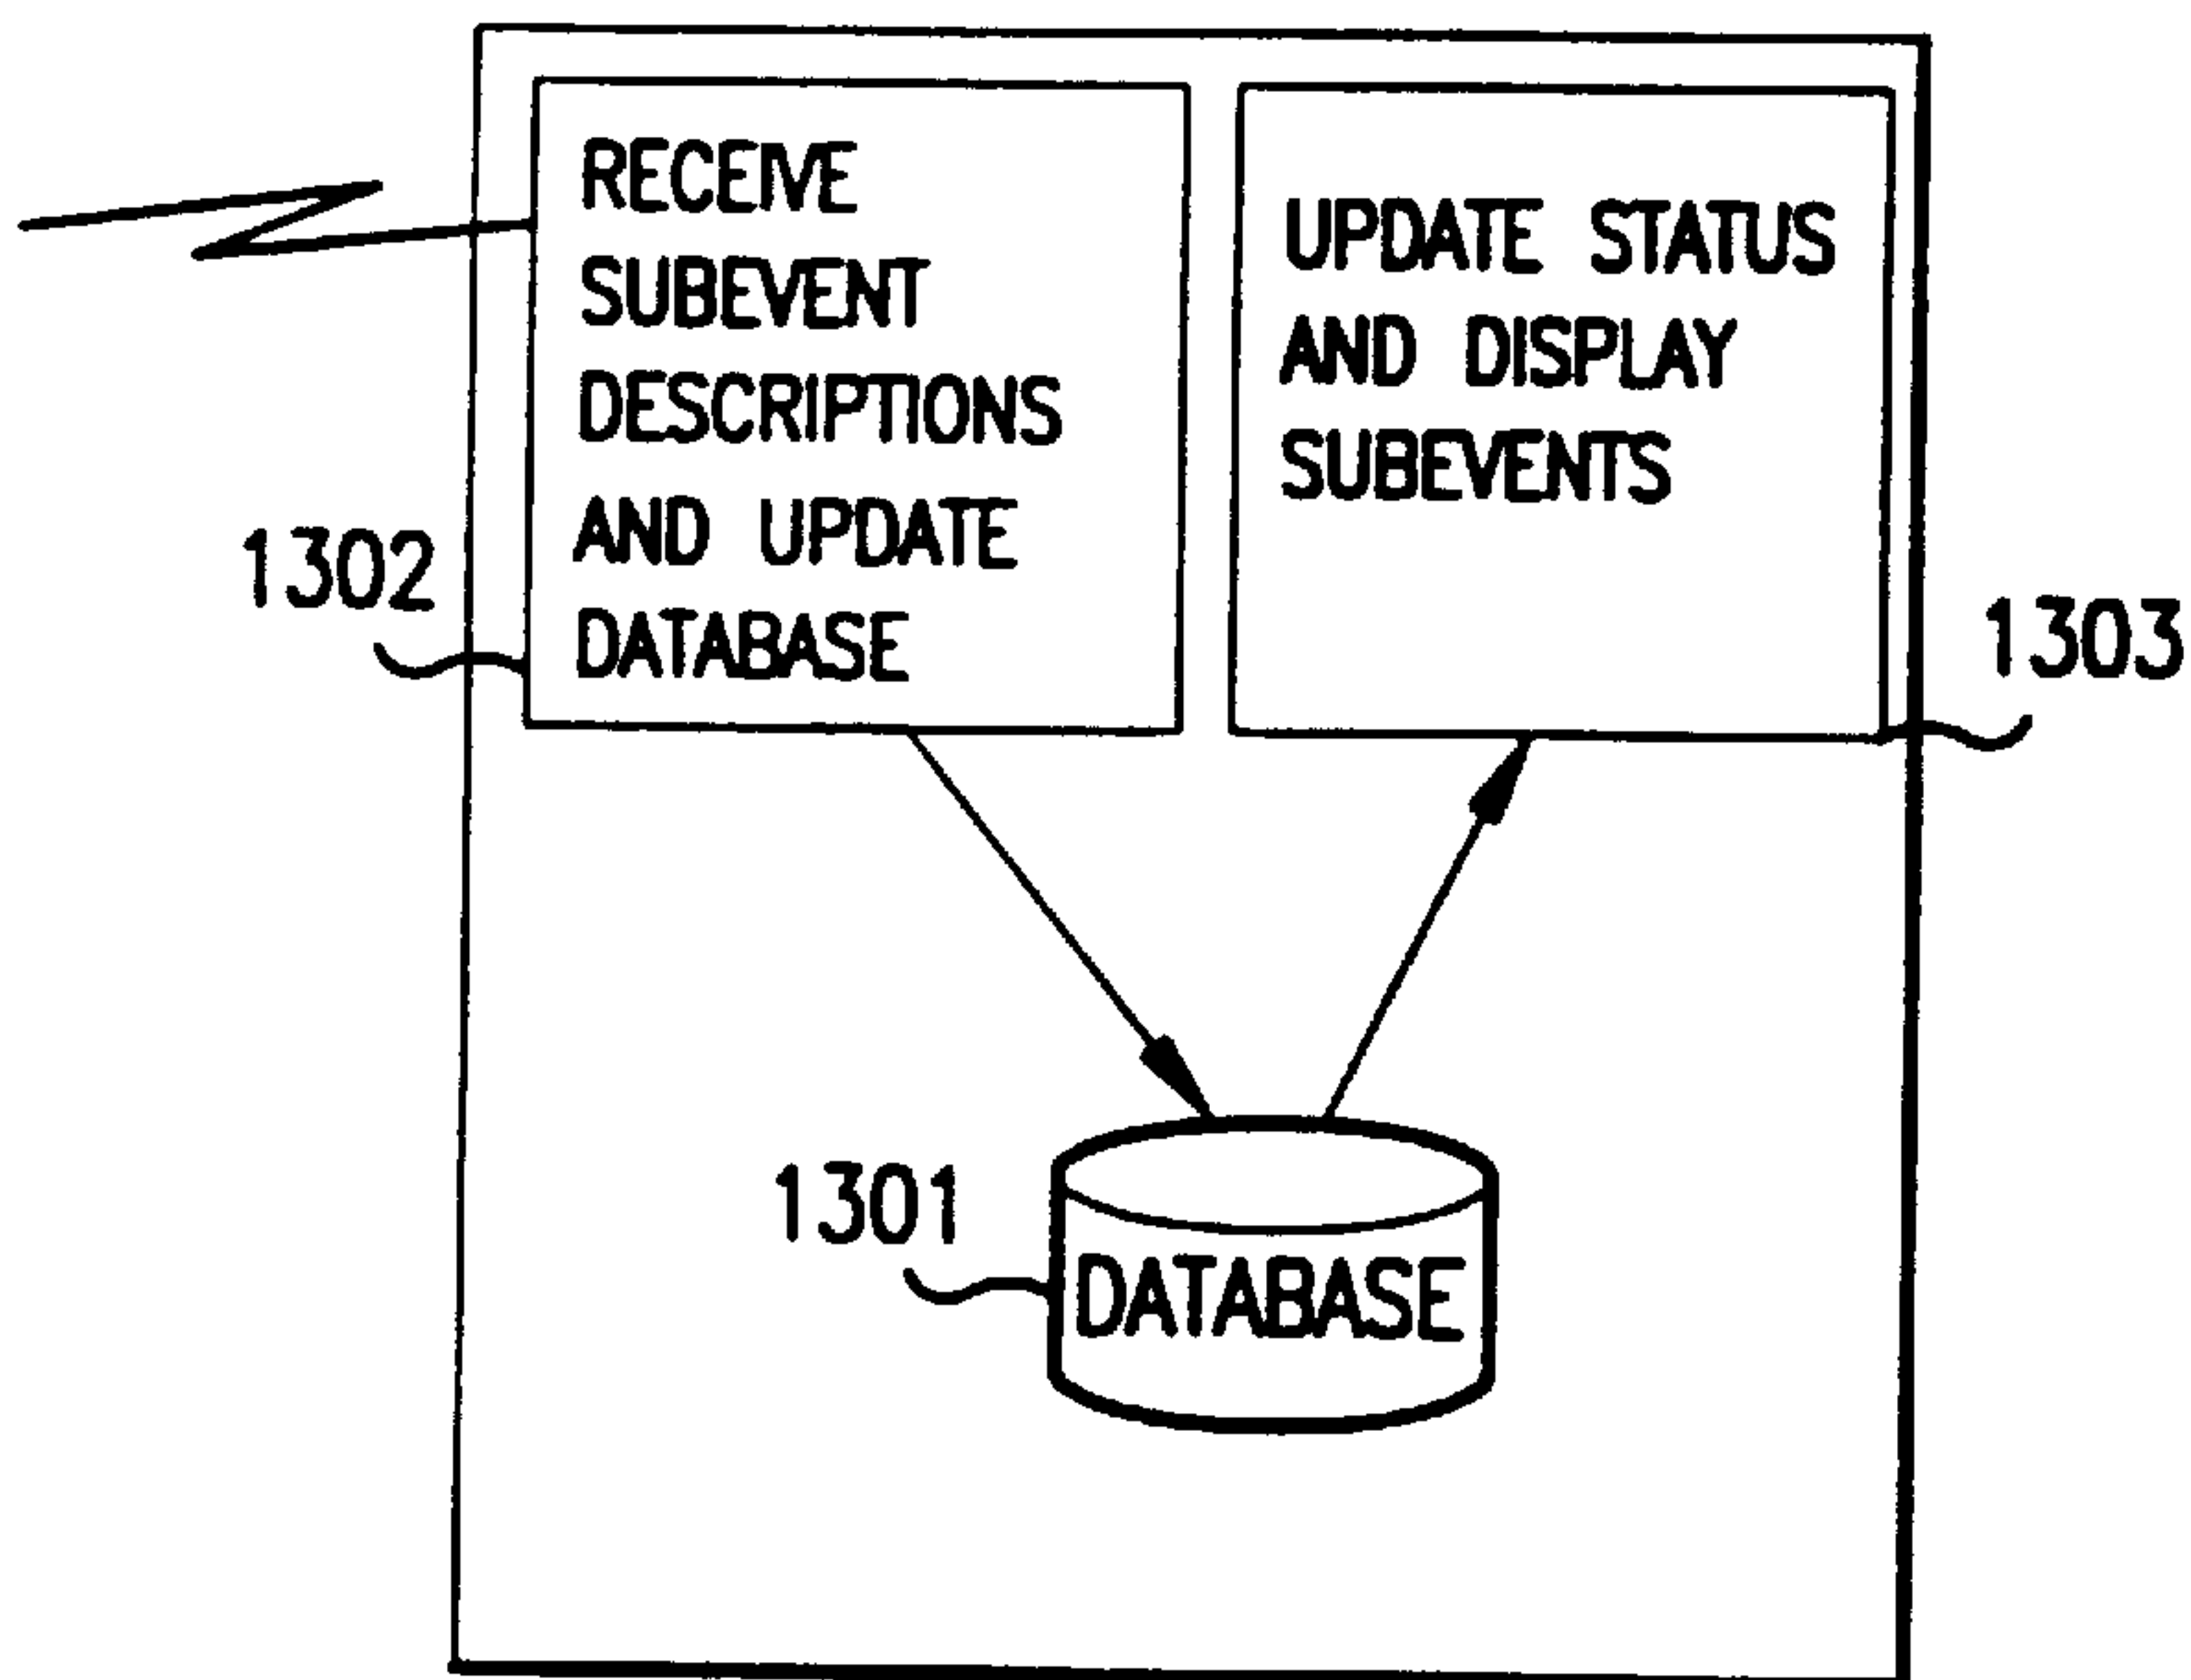 RECEIVE
SUBEVENT
DESCRIPTIONS
AND UPDATE
DATABASE
UPDATE STATUS
AND DISPLAY
SUBEVENTS
1302
1303
1301
DATABASE